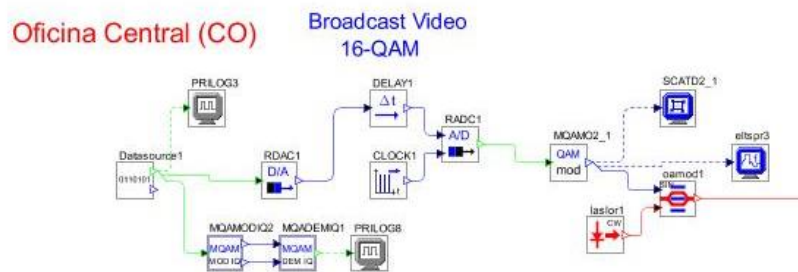 Oficina Central (CO)
Broadcast Video
16-QAM
PRILOG3
DELAY1
Δt
SCATD2_1
RADC1
A/D
MQAMO2_1
QAM
mod
eltspr3
Datasource1
0110101
RDAC1
D/A
CLOCK1
t
oamod1
sin
laslor1
CW
MQAMODIQ2
MQAM
MOD IQ
MQADEMIQ1
MQAM
DEM IQ
PRILOG8